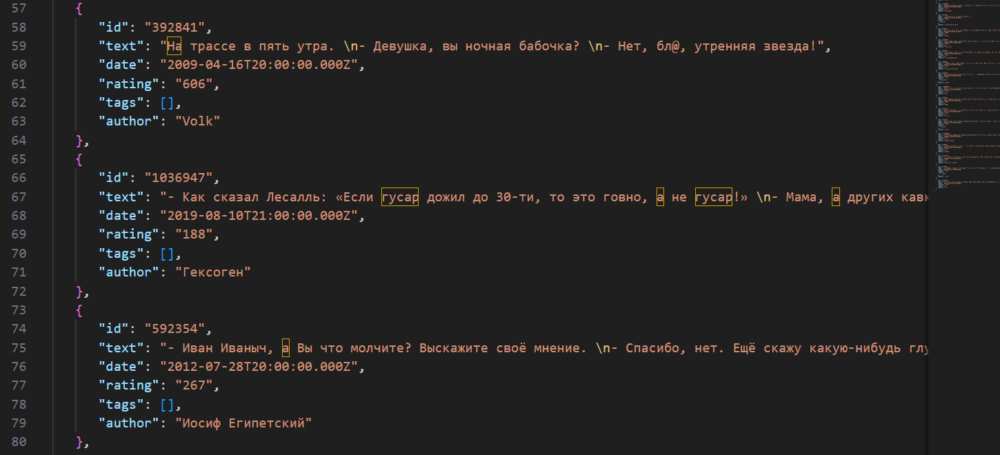 57 {
58 "id": "392841",
59 "text": "На трассе в пять утра. \n- Девушка, вы ночная бабочка? \n- Нет, бл@, утренняя звезда!",
60 "date": "2009-04-16T20:00:00.000Z",
61 "rating": "606",
62 "tags": [],
63 "author": "Volk"
64 },
65 {
66 "id": "1036947",
67 "text": "- Как сказал Лесалль: «Если гусар дожил до 30-ти, то это говно, а не гусар!» \n- Мама, а других
68 "date": "2019-08-10T21:00:00.000Z",
69 "rating": "188",
70 "tags": [],
71 "author": "Гексоген"
72 },
73 {
74 "id": "592354",
75 "text": "- Иван Иваныч, а Вы что молчите? Выскажите своё мнение. \n- Спасибо, нет. Ещё скажу какую-нибудь
76 "date": "2012-07-28T20:00:00.000Z",
77 "rating": "267",
78 "tags": [],
79 "author": "Иосиф Египетский"
80 },